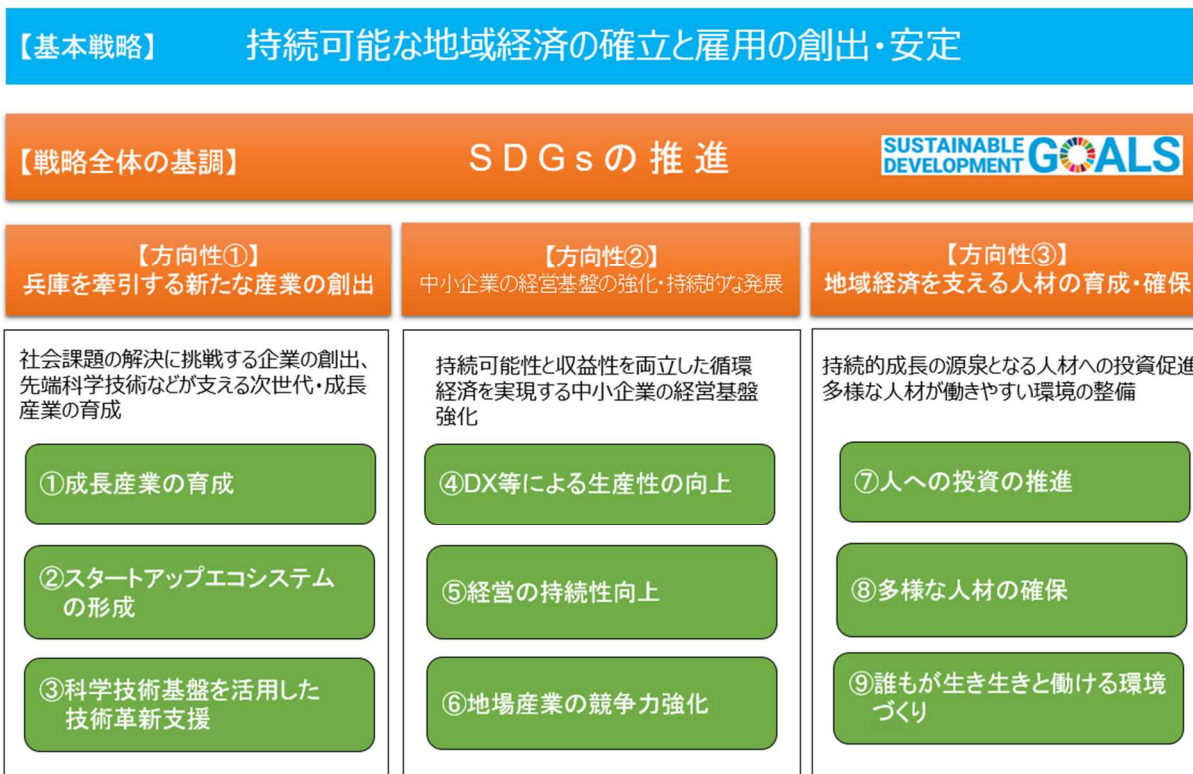 【基本戦略】 持続可能な地域経済の確立と雇用の創出・安定
【戦略全体の基調】 SDGsの推進 SUSTAINABLE DEVELOPMENT GOALS
【方向性①】
兵庫を牽引する新たな産業の創出
【方向性②】
中小企業の経営基盤の強化・持続的な発展
【方向性③】
地域経済を支える人材の育成・確保
社会課題の解決に挑戦する企業の創出、
先端科学技術などが支える次世代・成長
産業の育成
①成長産業の育成
②スタートアップエコシステム
の形成
③科学技術基盤を活用した
技術革新支援
持続可能性と収益性を両立した循環
経済を実現する中小企業の経営基盤
強化
④DX等による生産性の向上
⑤経営の持続性向上
⑥地場産業の競争力強化
持続的成長の源泉となる人材への投資促進
多様な人材が働きやすい環境の整備
⑦人への投資の推進
⑧多様な人材の確保
⑨誰もが生き生きと働ける環境
づくり